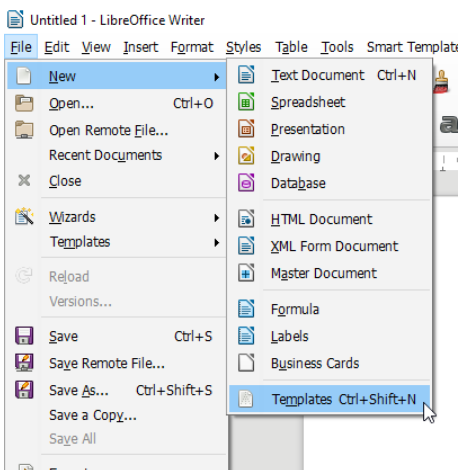 Untitled 1 - LibreOffice Writer
File Edit View Insert Format Styles Table Tools Smart Template
New
Open... Ctrl+O
Open Remote File...
Recent Documents
Close
Wizards
Templates
Reload
Versions...
Save Ctrl+S
Save Remote File...
Save As... Ctrl+Shift+S
Save a Copy...
Save All
Text Document Ctrl+N
Spreadsheet
Presentation
Drawing
Database
HTML Document
XML Form Document
Master Document
Formula
Labels
Business Cards
Templates Ctrl+Shift+N
a